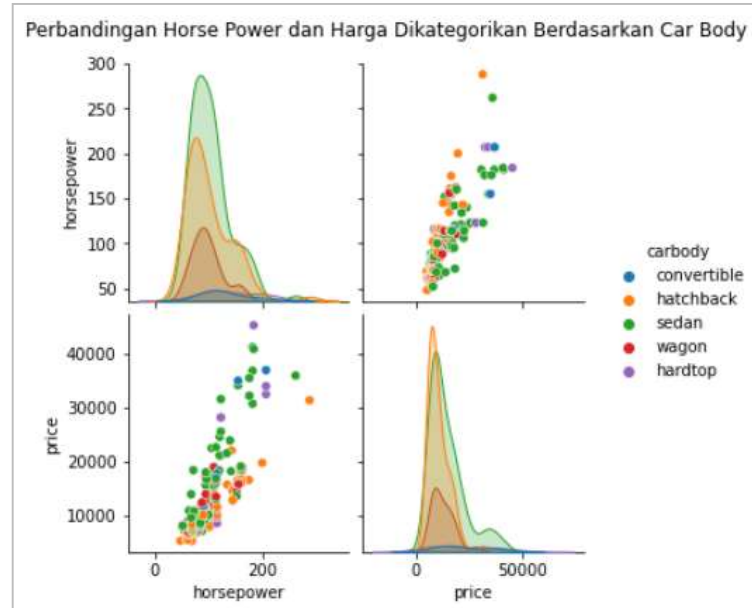 Perbandingan Horse Power dan Harga Dikategorikan Berdasarkan Car Body
300
250
200
150
100
50
horsepower
carbody
convertible
hatchback
sedan
wagon
hardtop
40000
30000
20000
10000
price
0
200
horsepower
0
50000
price